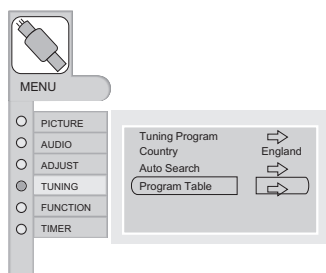 MENU
PICTURE
AUDIO
ADJUST
TUNING
FUNCTION
TIMER
Tuning Program
Country England
Auto Search
Program Table